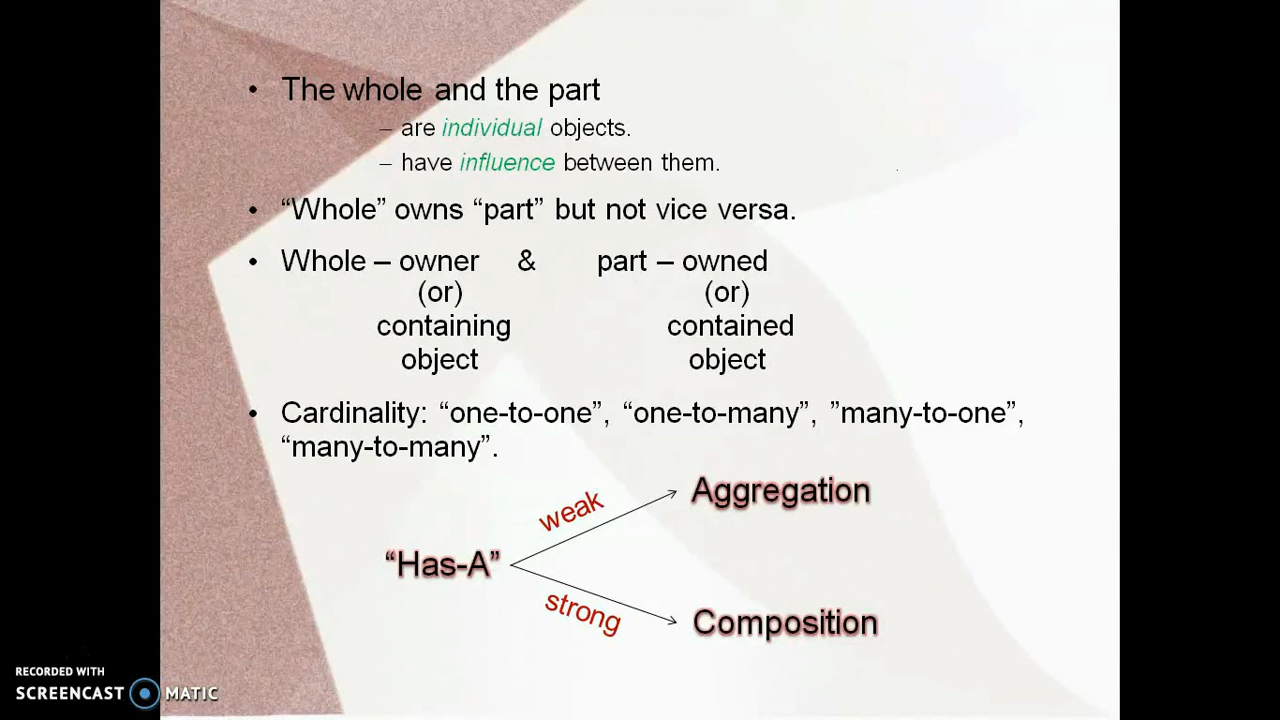 • The whole and the part
– are individual objects.
– have influence between them.
• “Whole” owns “part” but not vice versa.
• Whole – owner & part – owned
(or) (or)
containing contained
object object
• Cardinality: “one-to-one”, “one-to-many”, ”many-to-one”,
“many-to-many”.
weak Aggregation
“Has-A”
strong Composition
RECORDED WITH
SCREENCAST MATIC